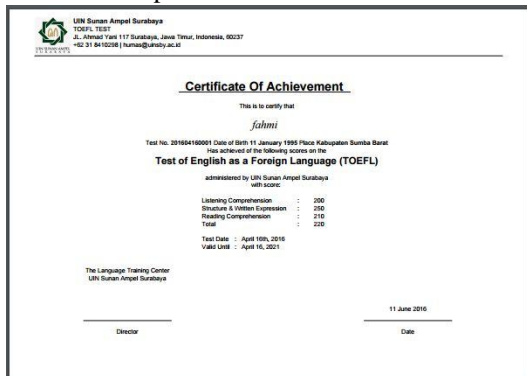 UIN Sunan Ampel Surabaya
TOEFL TEST
JL. Ahmad Yani 117 Surabaya, Jawa Timur, Indonesia, 60237
+62 31 8410298 | humas@uinsby.ac.id
UIN SUNAN AMPEL
SURABAYA
Certificate Of Achievement
This is to certify that
fahmi
Test No. 201604160001 Date of Birth 11 January 1995 Place Kabupaten Sumba Barat
Has achieved of the following scores on the
Test of English as a Foreign Language (TOEFL)
administered by UIN Sunan Ampel Surabaya
with score:
Listening Comprehension : 200
Structure & Written Expression : 250
Reading Comprehension : 210
Total : 220
Test Date : April 16th, 2016
Valid Until : April 16, 2021
The Language Training Center
UIN Sunan Ampel Surabaya
11 June 2016
Director
Date